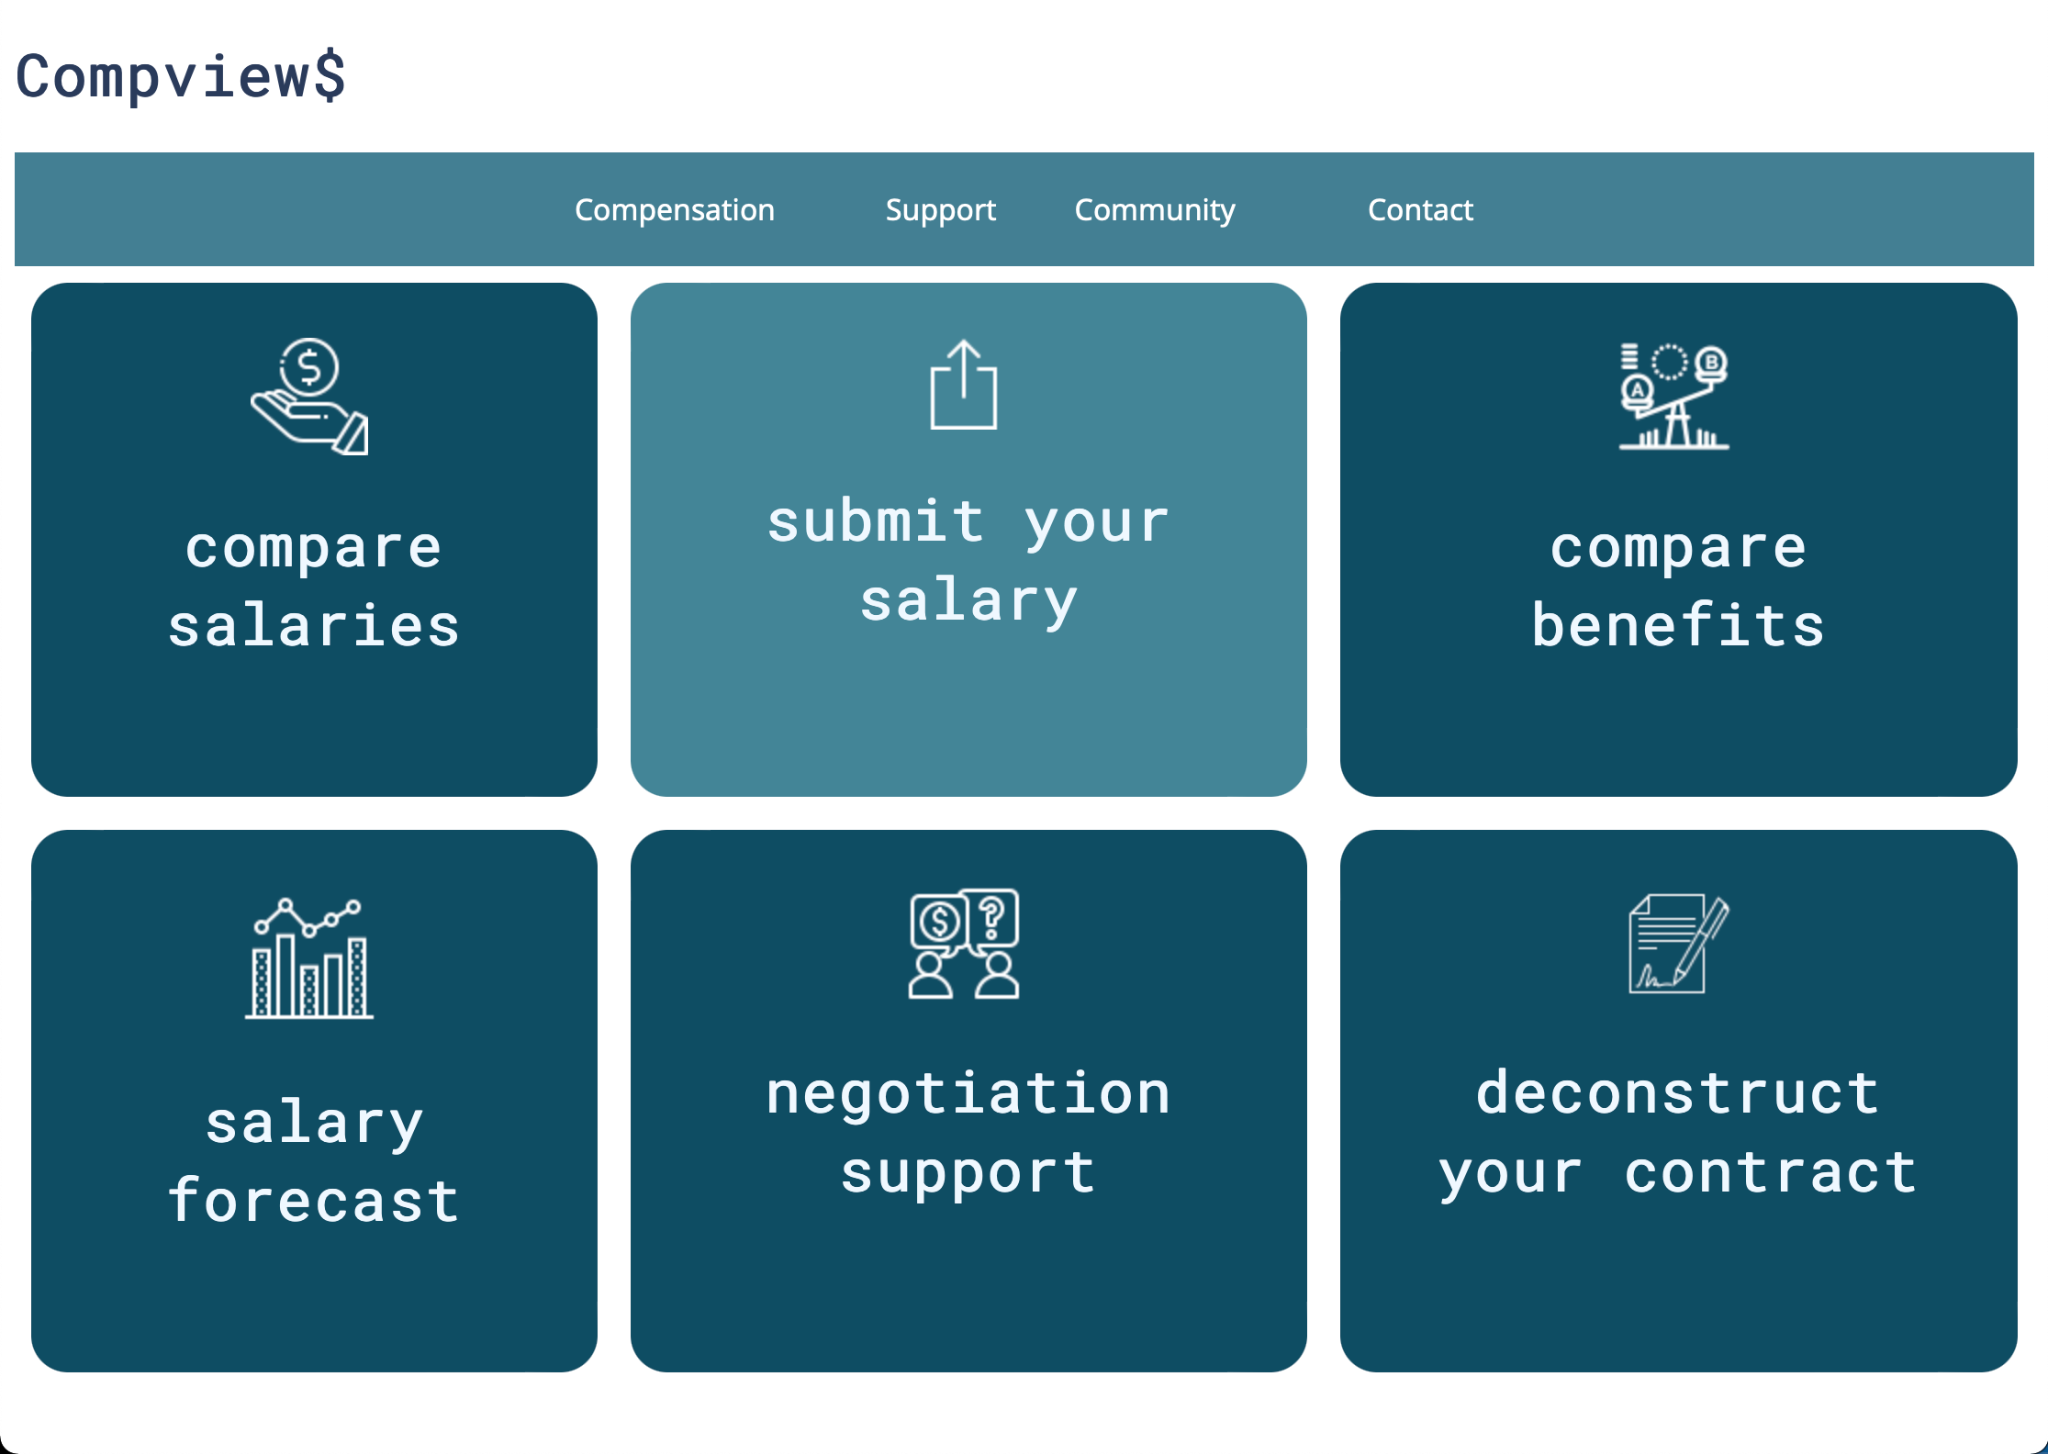 Compview$
Compensation Support Community Contact
$
A B
compare
salaries
submit your
salary
compare
benefits
$ ?
salary
forecast
negotiation
support
deconstruct
your contract